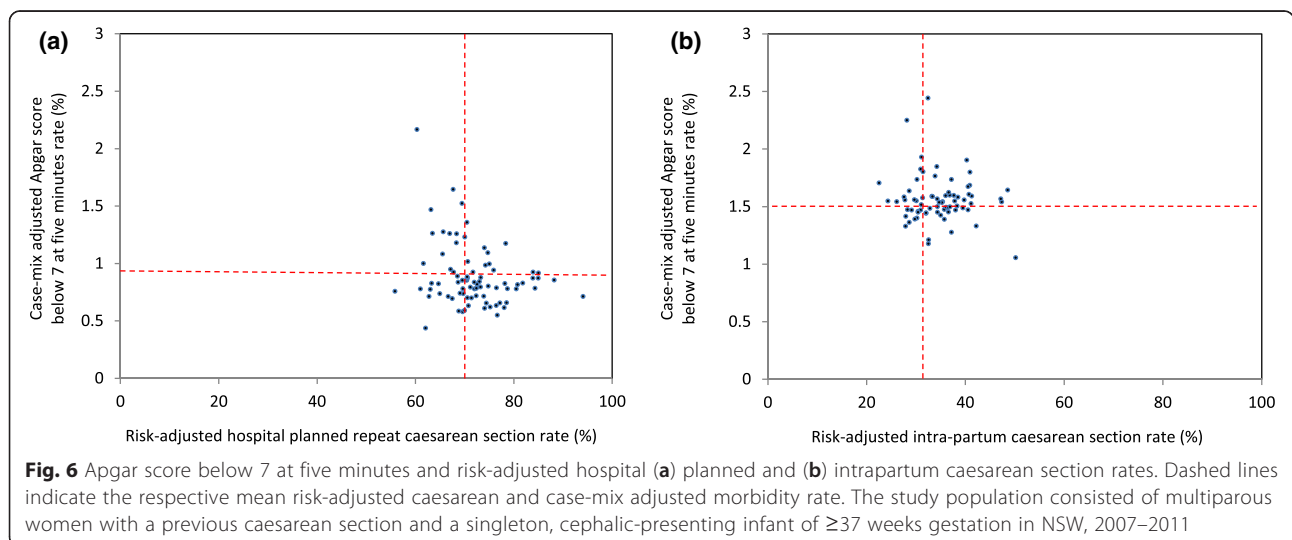 (a)
3
2.5
2
1.5
1
0.5
0
Case-mix adjusted Apgar score
below 7 at five minutes rate (%)
0 20 40 60 80 100
Risk-adjusted hospital planned repeat caesarean section rate (%)
(b)
3
2.5
2
1.5
1
0.5
0
Case-mix adjusted Apgar score
below 7 at five minutes rate (%)
0 20 40 60 80 100
Risk-adjusted intra-partum caesarean section rate (%)
Fig. 6 Apgar score below 7 at five minutes and risk-adjusted hospital (a) planned and (b) intrapartum caesarean section rates. Dashed lines
indicate the respective mean risk-adjusted caesarean and case-mix adjusted morbidity rate. The study population consisted of multiparous
women with a previous caesarean section and a singleton, cephalic-presenting infant of ≥37 weeks gestation in NSW, 2007–2011